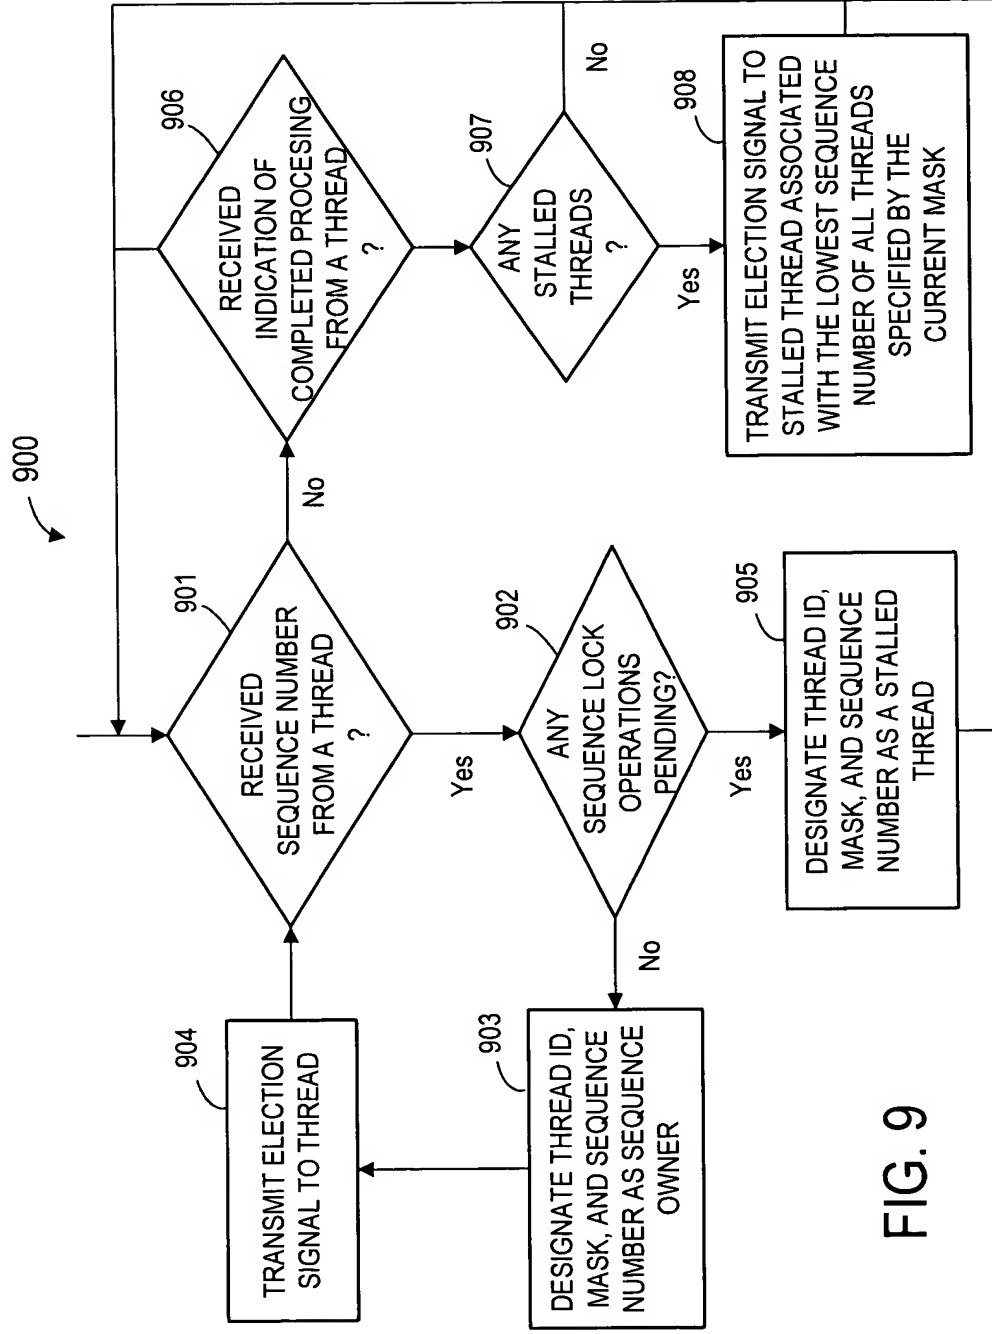 900
904
TRANSMIT ELECTION
SIGNAL TO THREAD
901
RECEIVED
SEQUENCE NUMBER
FROM A THREAD
?
No
906
RECEIVED
INDICATION OF
COMPLETED PROCESING
FROM A THREAD
?
Yes
903
DESIGNATE THREAD ID,
MASK, AND SEQUENCE
NUMBER AS SEQUENCE
OWNER
No
902
ANY
SEQUENCE LOCK
OPERATIONS
PENDING?
907
ANY
STALLED
THREADS
?
No
Yes
Yes
905
DESIGNATE THREAD ID,
MASK, AND SEQUENCE
NUMBER AS A STALLED
THREAD
908
TRANSMIT ELECTION SIGNAL TO
STALLED THREAD ASSOCIATED
WITH THE LOWEST SEQUENCE
NUMBER OF ALL THREADS
SPECIFIED BY THE
CURRENT MASK
FIG. 9